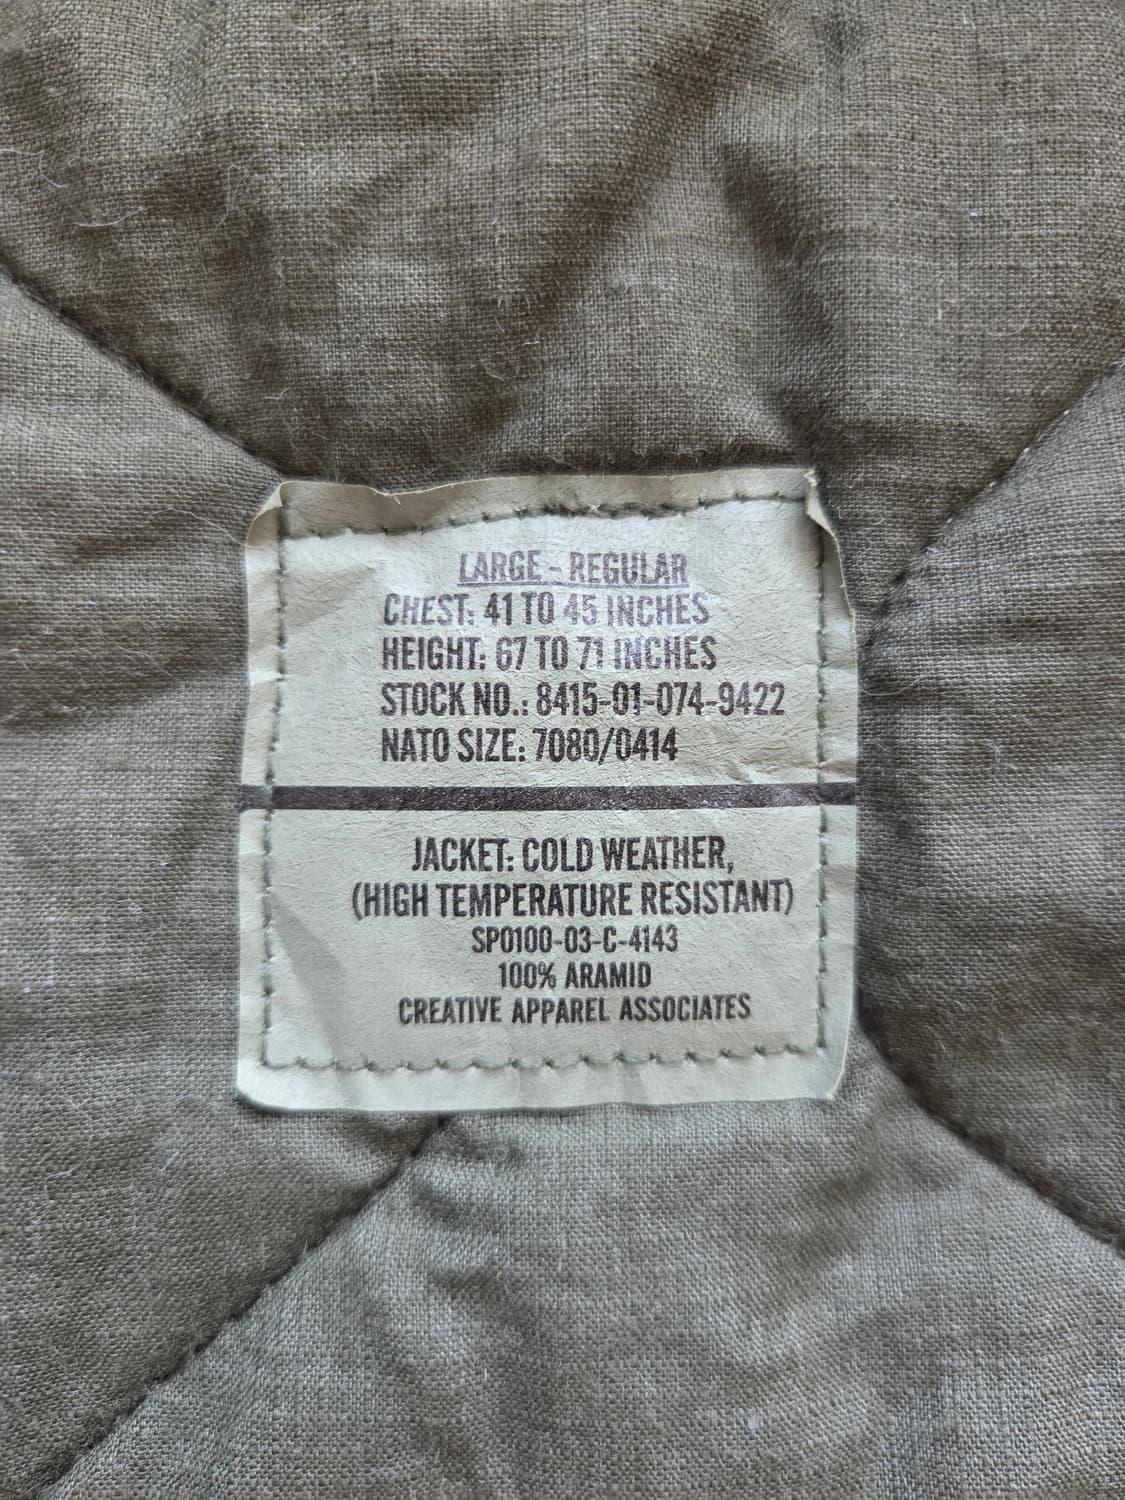 LARGE - REGULAR
CHEST: 41 TO 45 INCHES
HEIGHT: 67 TO 71 INCHES
STOCK NO.: 8415-01-074-9422
NATO SIZE: 7080/0414
JACKET: COLD WEATHER,
(HIGH TEMPERATURE RESISTANT)
SP0100-03-C-4143
100% ARAMID
CREATIVE APPAREL ASSOCIATES